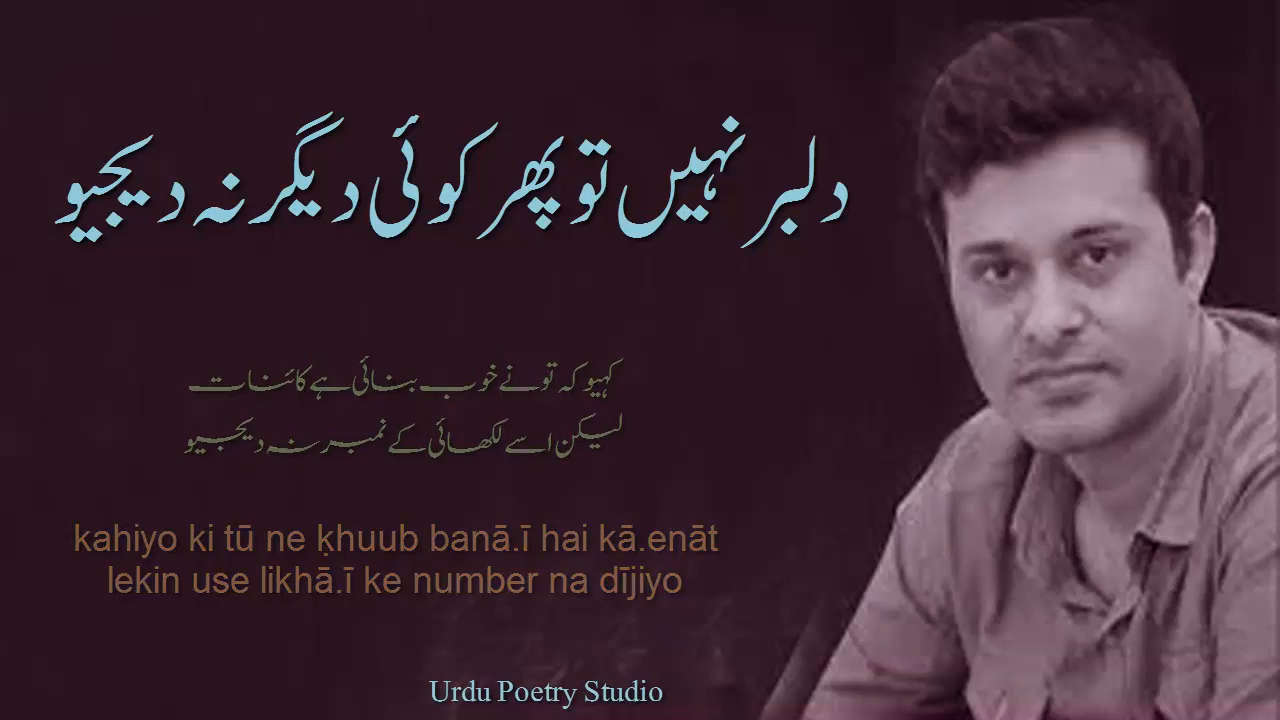 دلبر نہیں تو پھر کوئی دیگر نہ دیجیو
کہیو کہ تو نے خوب بنائی ہے کائنات
لیکن اسے لکھائی کے نمبر نہ دیجیو
kahiyo ki tū ne ḳhuub banā.ī hai kā.enāt
lekin use likhā.ī ke number na dījiyo
Urdu Poetry Studio